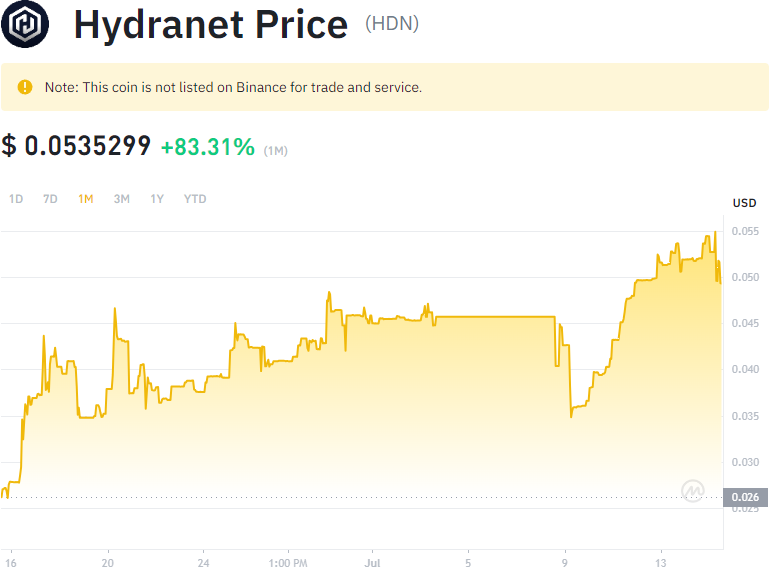 Hydranet Price (HDN)
Note: This coin is not listed on Binance for trade and service.
$ 0.0535299 +83.31% (1M)
1D 7D 1M 3M 1Y YTD
USD
0.055
0.050
0.045
0.040
0.035
0.030
0.026
0.025
16 20 24 1:00 PM Jul 5 9 13